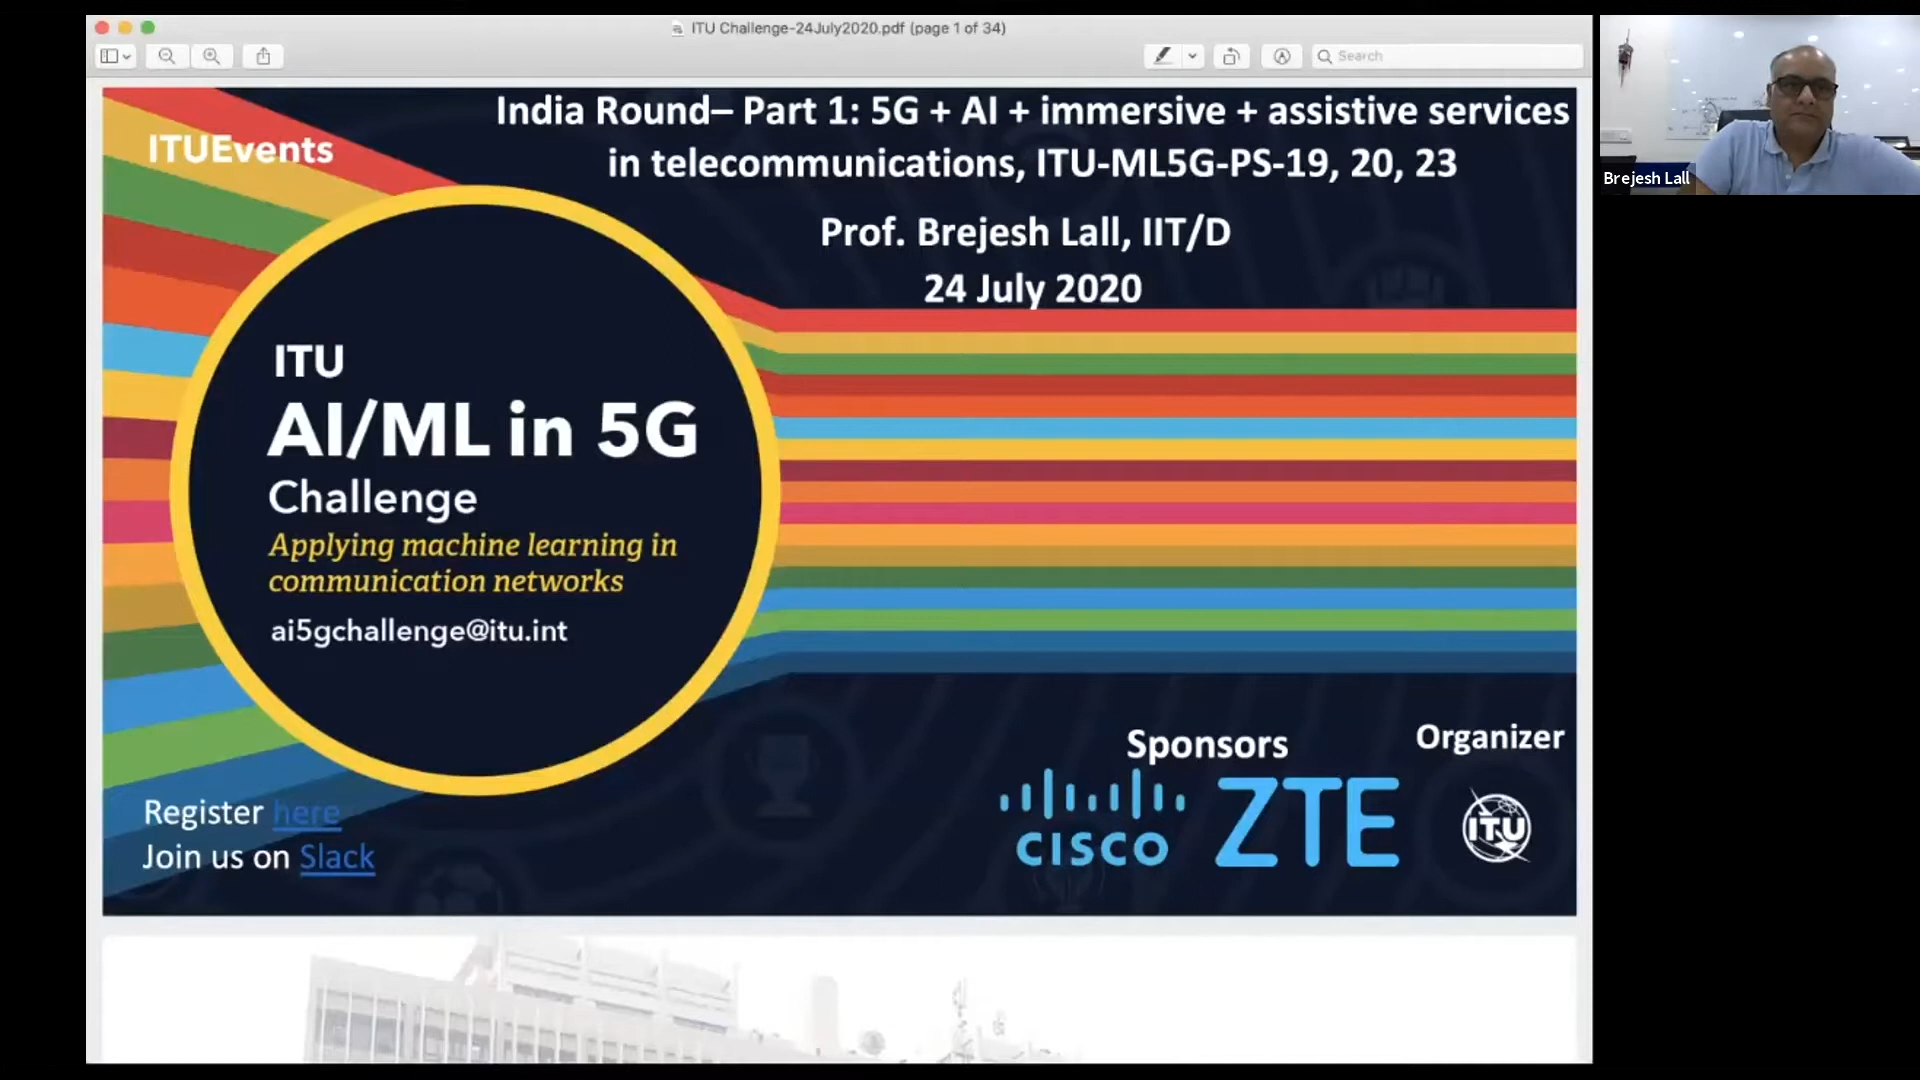 ITU Challenge-24July2020.pdf (page 1 of 34)
Search
ITUEvents
India Round– Part 1: 5G + AI + immersive + assistive services
in telecommunications, ITU-ML5G-PS-19, 20, 23
Prof. Brejesh Lall, IIT/D
24 July 2020
ITU
AI/ML in 5G
Challenge
Applying machine learning in
communication networks
ai5gchallenge@itu.int
Register here
Join us on Slack
Sponsors
CISCO
ZTE
Organizer
ITU
Brejesh Lall